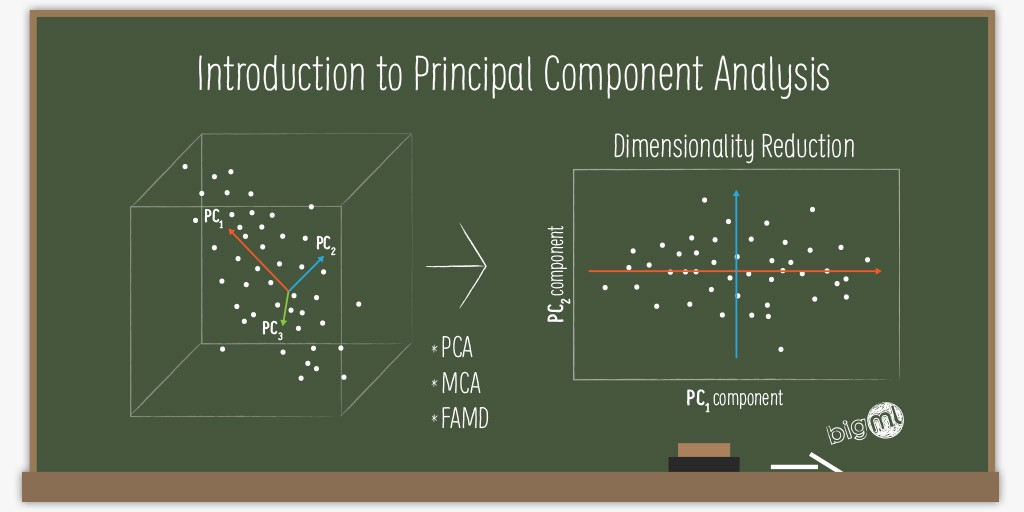 Introduction to Principal Component Analysis
Dimensionality Reduction
PC₁
PC₂
PC₃
* PCA
* MCA
* FAMD
PC₂ component
PC₁ component
bigml